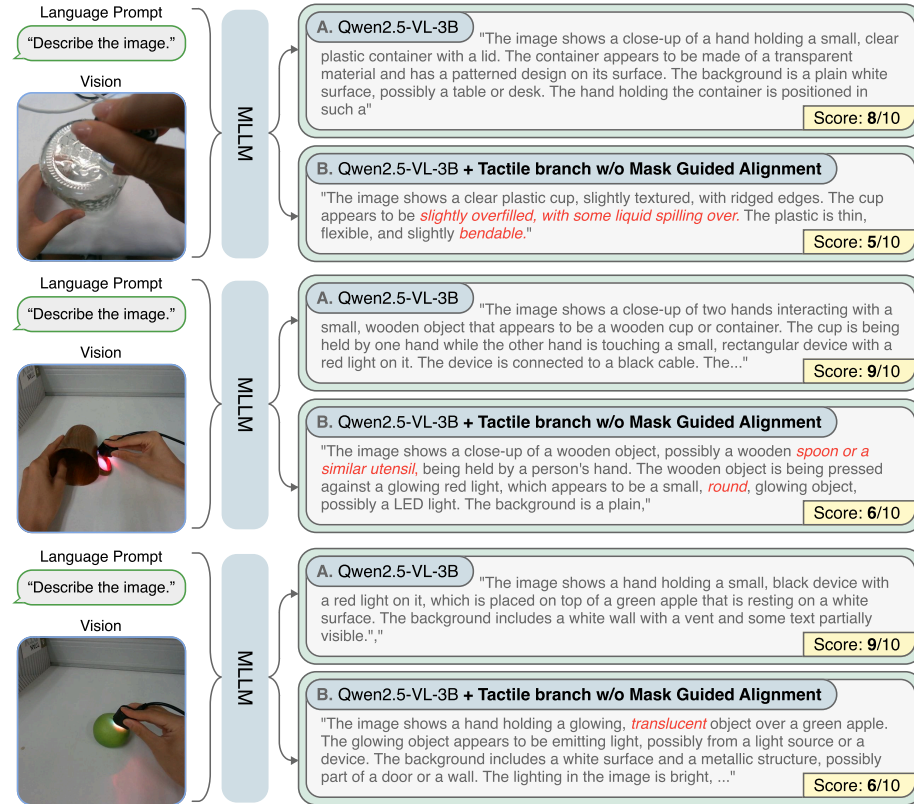 Language Prompt
“Describe the image.”
Vision
MLLM
A. Qwen2.5-VL-3B
"The image shows a close-up of a hand holding a small, clear
plastic container with a lid. The container appears to be made of a transparent
material and has a patterned design on its surface. The background is a plain white
surface, possibly a table or desk. The hand holding the container is positioned in
such a"
Score: 8/10
B. Qwen2.5-VL-3B + Tactile branch w/o Mask Guided Alignment
"The image shows a clear plastic cup, slightly textured, with ridged edges. The cup
appears to be slightly overfilled, with some liquid spilling over. The plastic is thin,
flexible, and slightly bendable."
Score: 5/10
Language Prompt
“Describe the image.”
Vision
MLLM
A. Qwen2.5-VL-3B
"The image shows a close-up of two hands interacting with a
small, wooden object that appears to be a wooden cup or container. The cup is being
held by one hand while the other hand is touching a small, rectangular device with a
red light on it. The device is connected to a black cable. The..."
Score: 9/10
B. Qwen2.5-VL-3B + Tactile branch w/o Mask Guided Alignment
"The image shows a close-up of a wooden object, possibly a wooden spoon or a
similar utensil, being held by a person's hand. The wooden object is being pressed
against a glowing red light, which appears to be a small, round, glowing object,
possibly a LED light. The background is a plain,"
Score: 6/10
Language Prompt
“Describe the image.”
Vision
MLLM
A. Qwen2.5-VL-3B
"The image shows a hand holding a small, black device with
a red light on it, which is placed on top of a green apple that is resting on a white
surface. The background includes a white wall with a vent and some text partially
visible.","
Score: 9/10
B. Qwen2.5-VL-3B + Tactile branch w/o Mask Guided Alignment
"The image shows a hand holding a glowing, translucent object over a green apple.
The glowing object appears to be emitting light, possibly from a light source or a
device. The background includes a white surface and a metallic structure, possibly
part of a door or a wall. The lighting in the image is bright, ..."
Score: 6/10